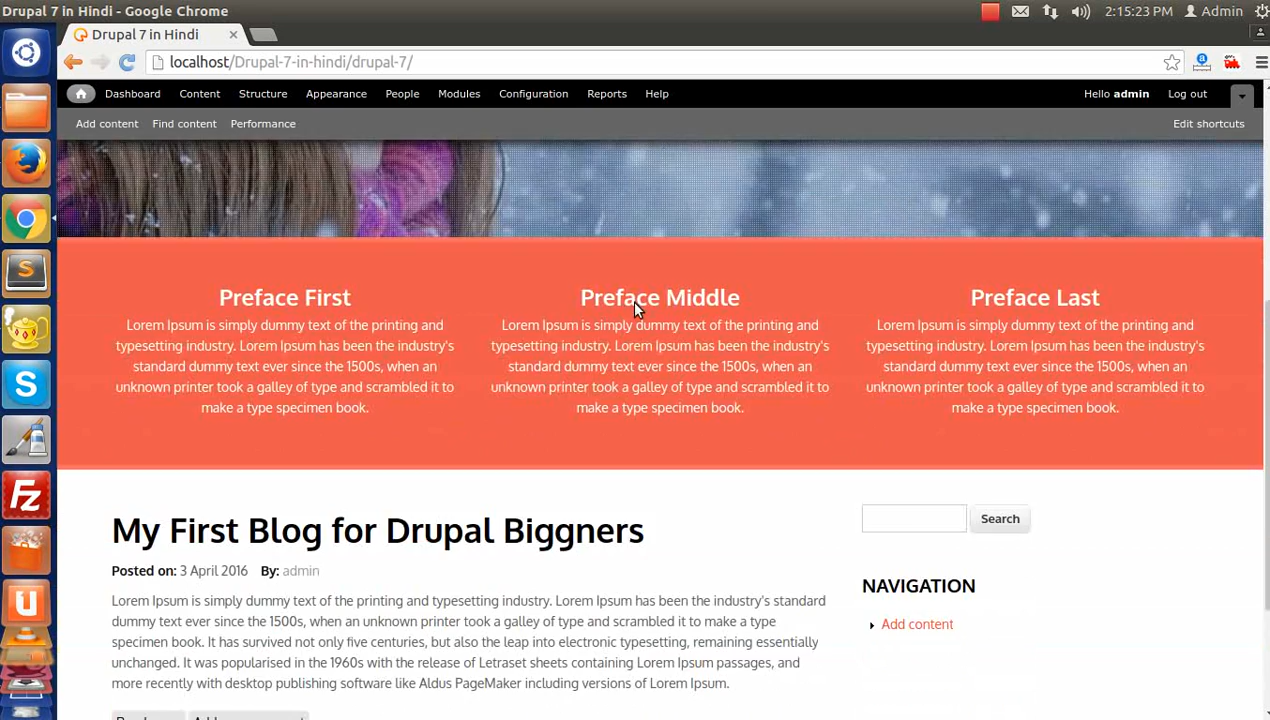 Drupal 7 in Hindi - Google Chrome
2:15:23 PM Admin
Drupal 7 in Hindi
localhost/Drupal-7-in-hindi/drupal-7/
Dashboard Content Structure Appearance People Modules Configuration Reports Help Hello admin Log out
Add content Find content Performance Edit shortcuts
Preface First
Lorem Ipsum is simply dummy text of the printing and
typesetting industry. Lorem Ipsum has been the industry's
standard dummy text ever since the 1500s, when an
unknown printer took a galley of type and scrambled it to
make a type specimen book.
Preface Middle
Lorem Ipsum is simply dummy text of the printing and
typesetting industry. Lorem Ipsum has been the industry's
standard dummy text ever since the 1500s, when an
unknown printer took a galley of type and scrambled it to
make a type specimen book.
Preface Last
Lorem Ipsum is simply dummy text of the printing and
typesetting industry. Lorem Ipsum has been the industry's
standard dummy text ever since the 1500s, when an
unknown printer took a galley of type and scrambled it to
make a type specimen book.
My First Blog for Drupal Biggners
Posted on: 3 April 2016 By: admin
Lorem Ipsum is simply dummy text of the printing and typesetting industry. Lorem Ipsum has been the industry's standard
dummy text ever since the 1500s, when an unknown printer took a galley of type and scrambled it to make a type
specimen book. It has survived not only five centuries, but also the leap into electronic typesetting, remaining essentially
unchanged. It was popularised in the 1960s with the release of Letraset sheets containing Lorem Ipsum passages, and
more recently with desktop publishing software like Aldus PageMaker including versions of Lorem Ipsum.
Search
NAVIGATION
Add content